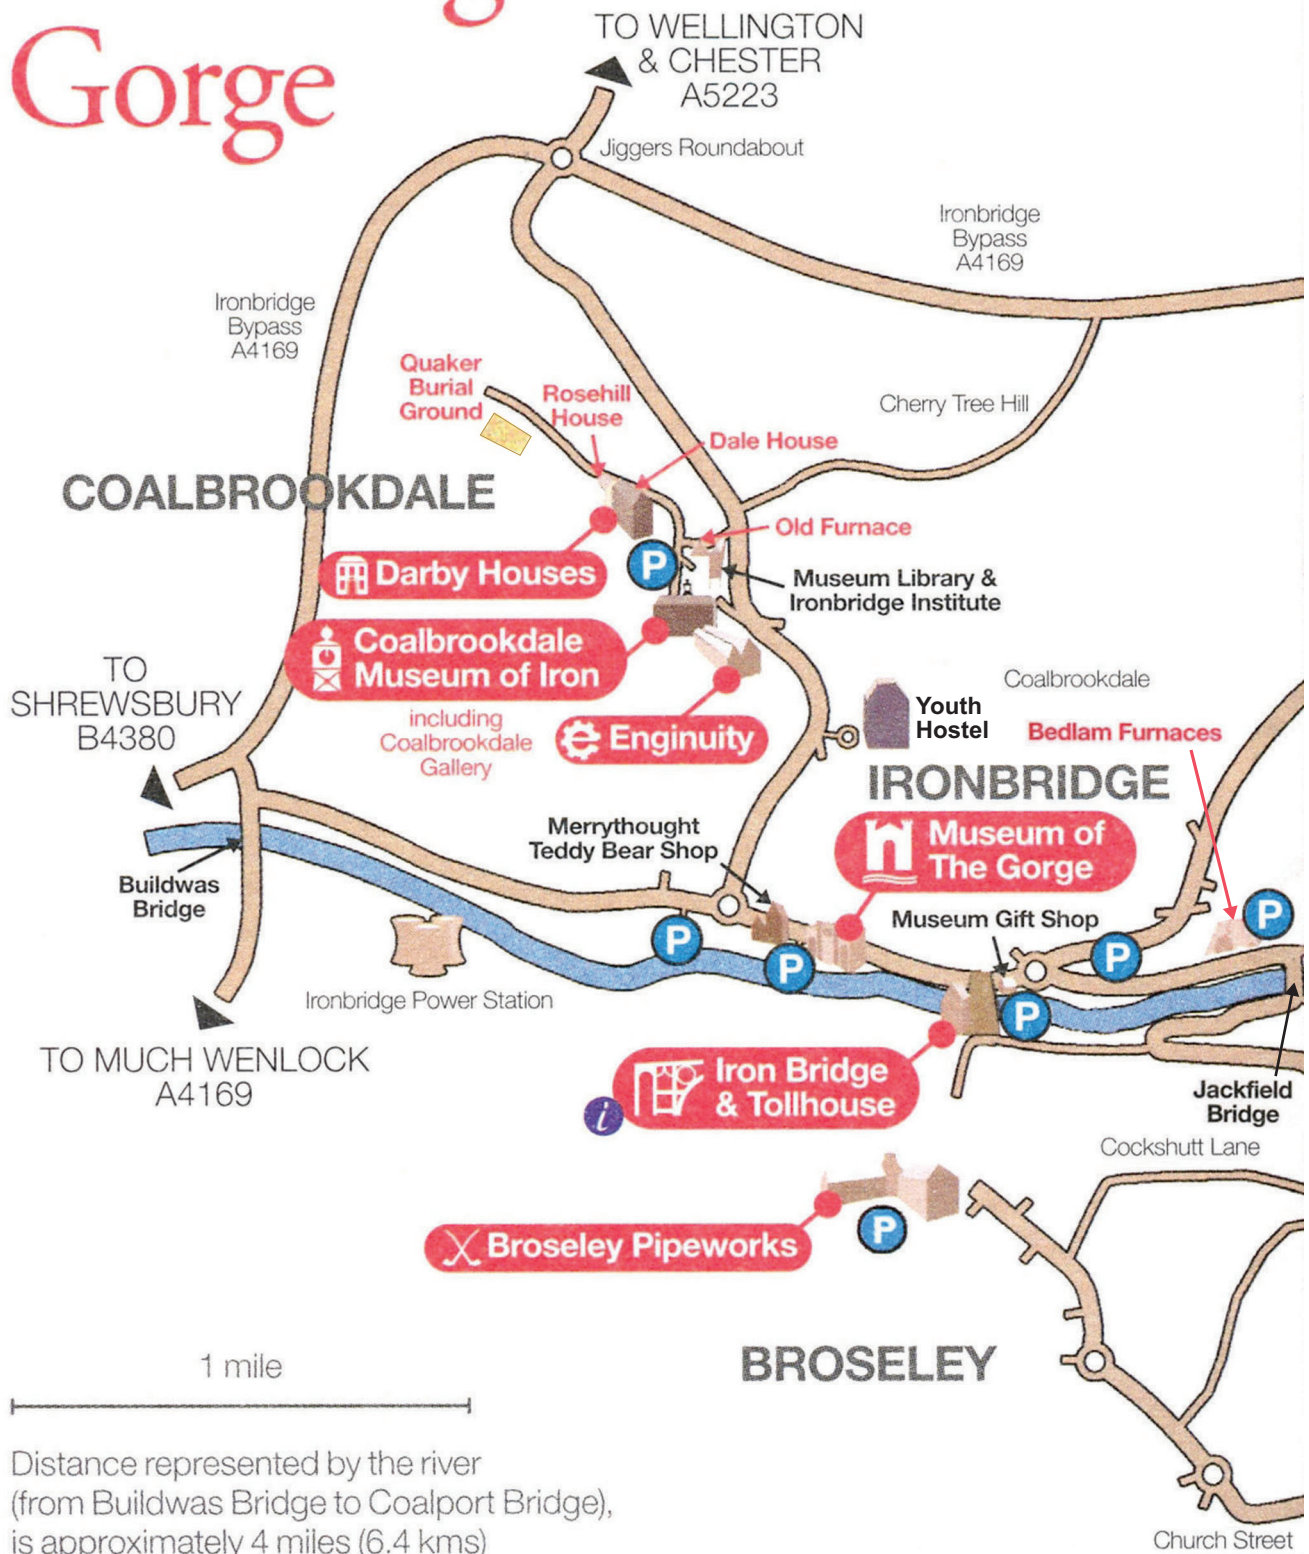 Gorge
TO WELLINGTON
& CHESTER
A5223
Jiggers Roundabout
Ironbridge
Bypass
A4169
Ironbridge
Bypass
A4169
Quaker
Burial
Ground
Rosehill
House
Dale House
Cherry Tree Hill
COALBROOKDALE
Old Furnace
Darby Houses
P
Museum Library &
Ironbridge Institute
Coalbrookdale
Museum of Iron
including
Coalbrookdale
Gallery
Enginuity
TO
SHREWSBURY
B4380
Coalbrookdale
Youth
Hostel
Bedlam Furnaces
IRONBRIDGE
Merrythought
Teddy Bear Shop
Museum of
The Gorge
Buildwas
Bridge
Museum Gift Shop
P
P
P
P
P
Ironbridge Power Station
TO MUCH WENLOCK
A4169
Iron Bridge
& Tollhouse
i
Jackfield
Bridge
Cockshutt Lane
Broseley Pipeworks
P
BROSELEY
1 mile
Distance represented by the river
(from Buildwas Bridge to Coalport Bridge),
is approximately 4 miles (6.4 kms)
Church Street